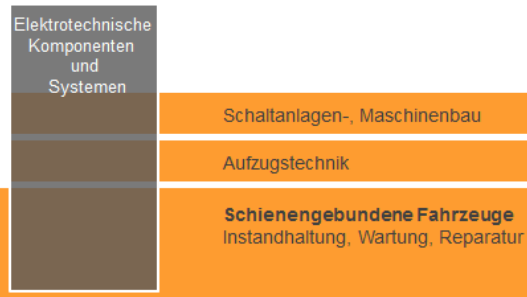 Elektrotechnische
Komponenten
und
Systemen
Schaltanlagen-, Maschinenbau
Aufzugstechnik
Schienengebundene Fahrzeuge
Instandhaltung, Wartung, Reparatur